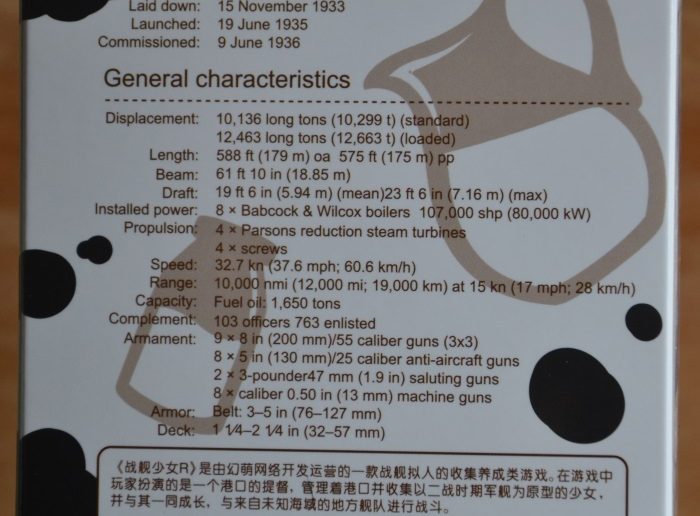 Laid down: 15 November 1933
Launched: 19 June 1935
Commissioned: 9 June 1936
General characteristics
Displacement: 10,136 long tons (10,299 t) (standard)
12,463 long tons (12,663 t) (loaded)
Length: 588 ft (179 m) oa 575 ft (175 m) pp
Beam: 61 ft 10 in (18.85 m)
Draft: 19 ft 6 in (5.94 m) (mean)23 ft 6 in (7.16 m) (max)
Installed power: 8 × Babcock & Wilcox boilers 107,000 shp (80,000 kW)
Propulsion: 4 × Parsons reduction steam turbines
4 × screws
Speed: 32.7 kn (37.6 mph; 60.6 km/h)
Range: 10,000 nmi (12,000 mi; 19,000 km) at 15 kn (17 mph; 28 km/h)
Capacity: Fuel oil: 1,650 tons
Complement: 103 officers 763 enlisted
Armament: 9 × 8 in (200 mm)/55 caliber guns (3x3)
8 × 5 in (130 mm)/25 caliber anti-aircraft guns
2 × 3-pounder47 mm (1.9 in) saluting guns
8 × caliber 0.50 in (13 mm) machine guns
Armor: Belt: 3–5 in (76–127 mm)
Deck: 1 1⁄4–2 1⁄4 in (32–57 mm)
《战舰少女R》是由幻萌网络开发运营的一款战舰拟人的收集养成类游戏。在游戏中
玩家扮演的是一个港口的提督，管理着港口并收集以二战时期军舰为原型的少女，
并与其一同成长，与来自未知海域的地方舰队进行战斗。